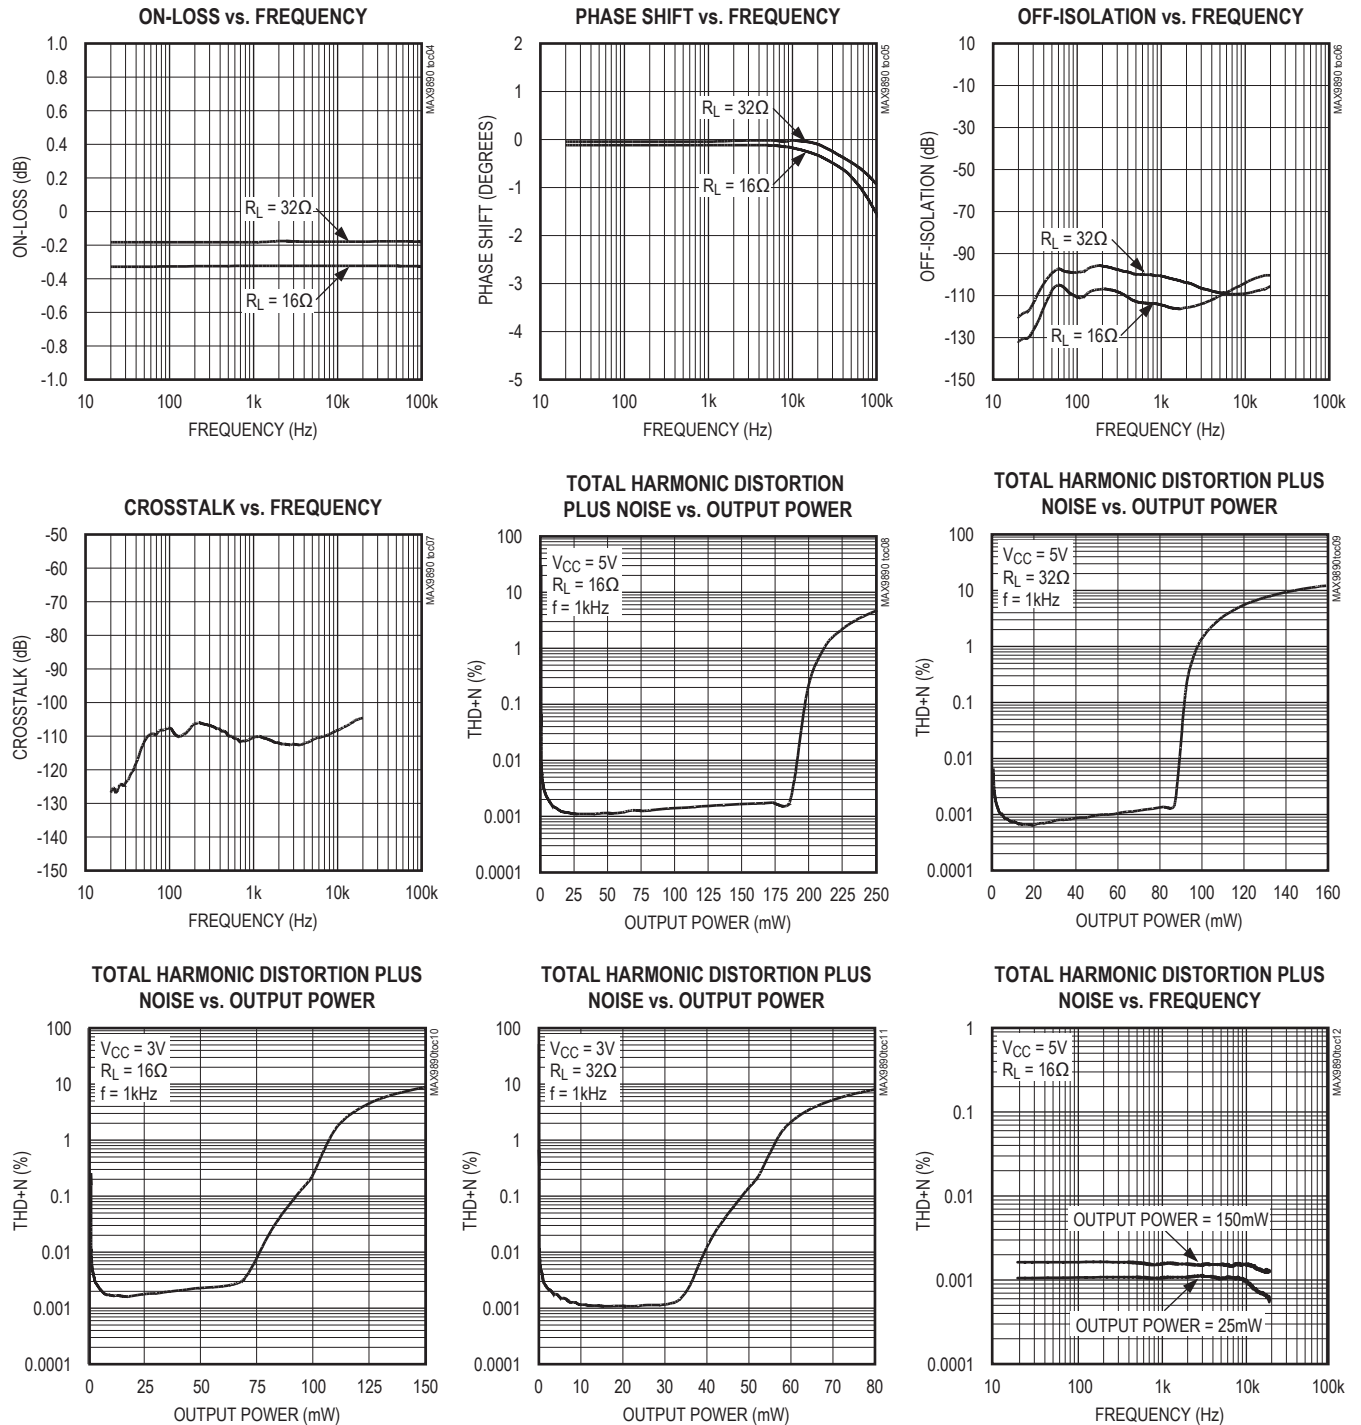 ON-LOSS vs. FREQUENCY
1.0
0.8
0.6
0.4
0.2
0
-0.2
-0.4
-0.6
-0.8
-1.0
ON-LOSS (dB)
RL = 32Ω
RL = 16Ω
MAX9890 toc04
10 100 1k 10k 100k
FREQUENCY (Hz)
PHASE SHIFT vs. FREQUENCY
2
1
0
-1
-2
-3
-4
-5
PHASE SHIFT (DEGREES)
RL = 32Ω
RL = 16Ω
MAX9890 toc05
10 100 1k 10k 100k
FREQUENCY (Hz)
OFF-ISOLATION vs. FREQUENCY
10
-10
-30
-50
-70
-90
-110
-130
-150
OFF-ISOLATION (dB)
RL = 32Ω
RL = 16Ω
MAX9890 toc06
10 100 1k 10k 100k
FREQUENCY (Hz)
CROSSTALK vs. FREQUENCY
-50
-60
-70
-80
-90
-100
-110
-120
-130
-140
-150
CROSSTALK (dB)
MAX9890 toc07
10 100 1k 10k 100k
FREQUENCY (Hz)
TOTAL HARMONIC DISTORTION
PLUS NOISE vs. OUTPUT POWER
100
10
1
0.1
0.01
0.001
0.0001
THD+N (%)
VCC = 5V
RL = 16Ω
f = 1kHz
MAX9890 toc08
0 25 50 75 100 125 150 175 200 225 250
OUTPUT POWER (mW)
TOTAL HARMONIC DISTORTION PLUS
NOISE vs. OUTPUT POWER
100
10
1
0.1
0.01
0.001
0.0001
THD+N (%)
VCC = 5V
RL = 32Ω
f = 1kHz
MAX9890toc09
0 20 40 60 80 100 120 140 160
OUTPUT POWER (mW)
TOTAL HARMONIC DISTORTION PLUS
NOISE vs. OUTPUT POWER
100
10
1
0.1
0.01
0.001
0.0001
THD+N (%)
VCC = 3V
RL = 16Ω
f = 1kHz
MAX9890toc10
0 25 50 75 100 125 150
OUTPUT POWER (mW)
TOTAL HARMONIC DISTORTION PLUS
NOISE vs. OUTPUT POWER
100
10
1
0.1
0.01
0.001
0.0001
THD+N (%)
VCC = 3V
RL = 32Ω
f = 1kHz
MAX9890toc11
0 10 20 30 40 50 60 70 80
OUTPUT POWER (mW)
TOTAL HARMONIC DISTORTION PLUS
NOISE vs. FREQUENCY
1
0.1
0.01
0.001
0.0001
THD+N (%)
VCC = 5V
RL = 16Ω
OUTPUT POWER = 150mW
OUTPUT POWER = 25mW
MAX9890toc12
10 100 1k 10k 100k
FREQUENCY (Hz)